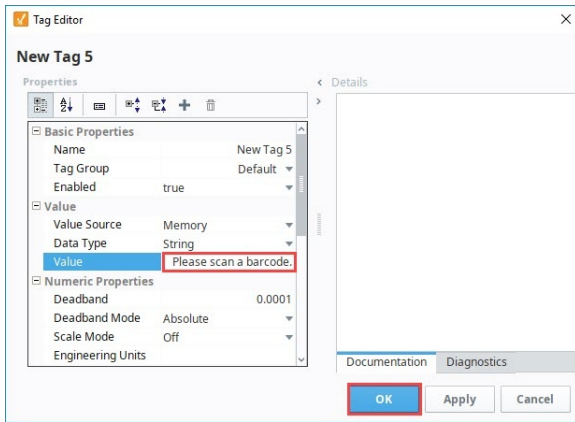 Tag Editor
New Tag 5
Properties
Details
Basic Properties
Name New Tag 5
Tag Group Default
Enabled true
Value
Value Source Memory
Data Type String
Value Please scan a barcode.
Numeric Properties
Deadband 0.0001
Deadband Mode Absolute
Scale Mode Off
Engineering Units
Documentation Diagnostics
OK Apply Cancel